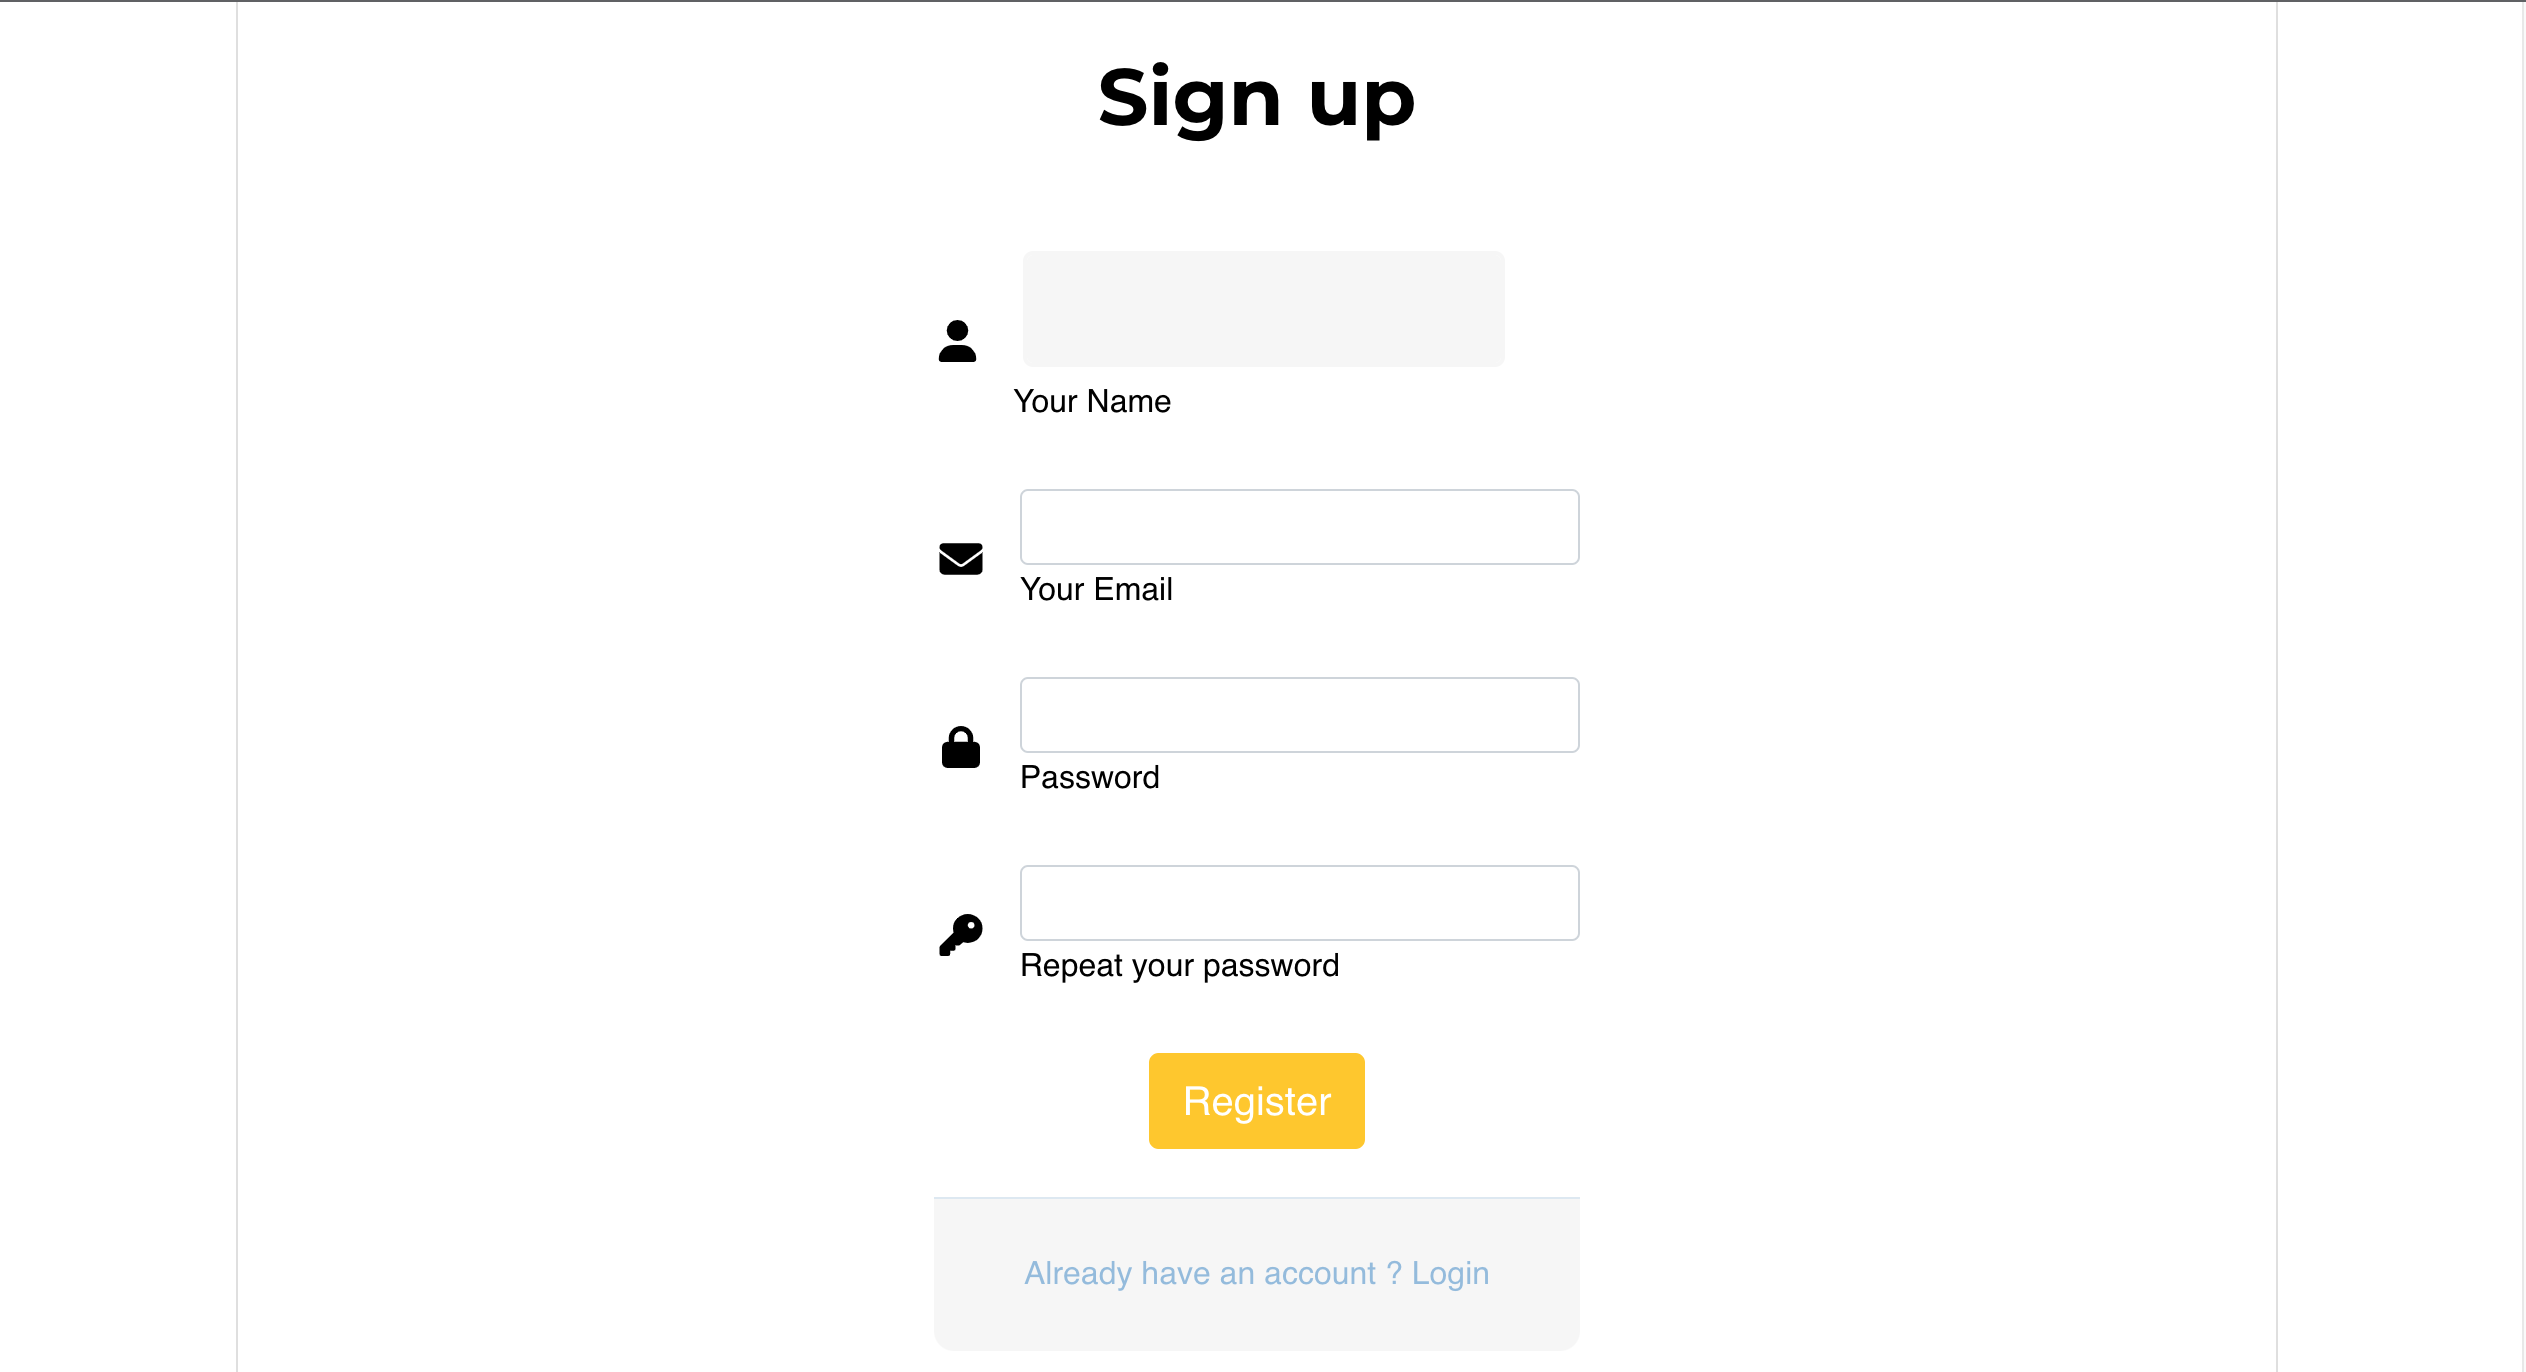 Sign up
Your Name
Your Email
Password
Repeat your password
Register
Already have an account ? Login